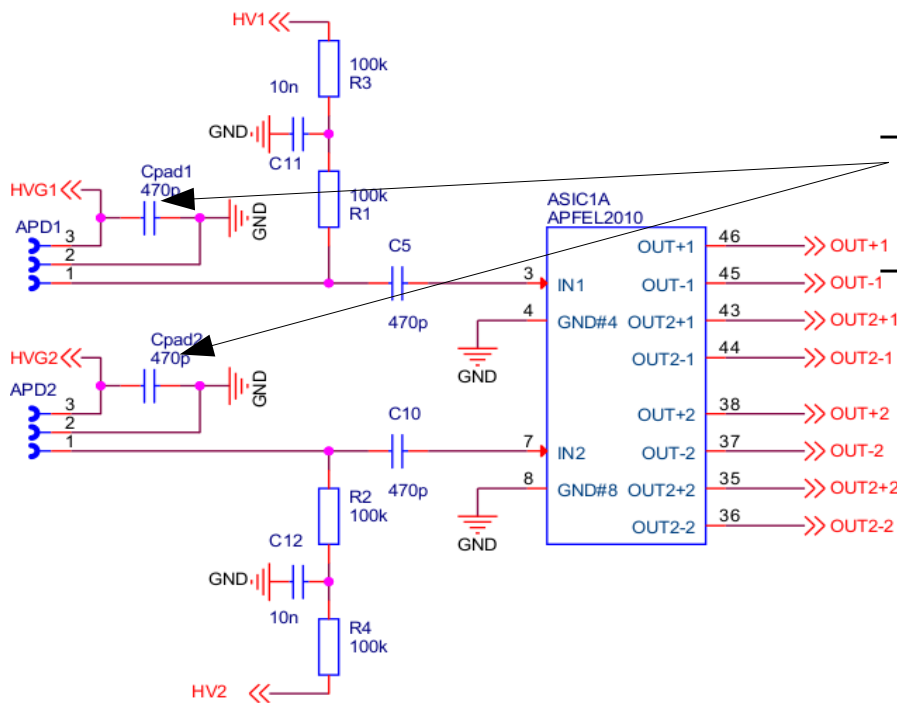 HV1
100k
R3
10n
GND
C11
Cpad1
470p
HVG1
GND
100k
R1
APD1
3
2
1
C5
470p
ASIC1A
APFEL2010
3
IN1
4
GND#4
GND
OUT+1
46
OUT+1
OUT-1
45
OUT-1
OUT2+1
43
OUT2+1
OUT2-1
44
OUT2-1
HVG2
Cpad2
470p
GND
APD2
3
2
1
C10
470p
7
IN2
8
GND#8
GND
OUT+2
38
OUT+2
OUT-2
37
OUT-2
OUT2+2
35
OUT2+2
OUT2-2
36
OUT2-2
R2
100k
C12
GND
10n
R4
100k
HV2